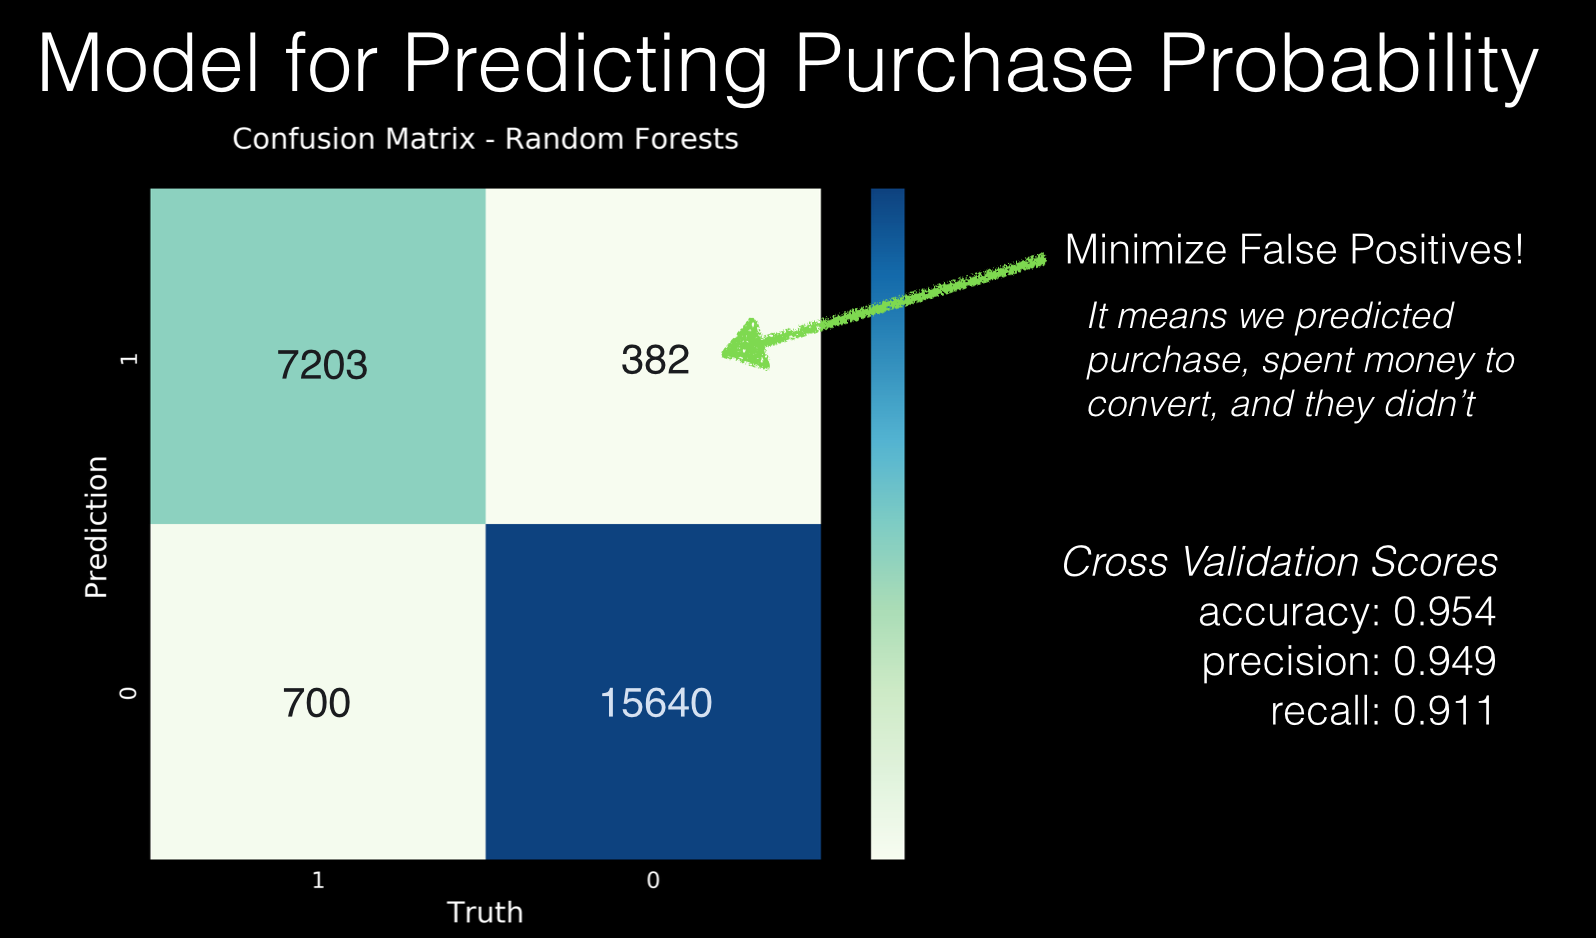 Model for Predicting Purchase Probability
Confusion Matrix - Random Forests
Minimize False Positives!
It means we predicted
purchase, spent money to
convert, and they didn’t
1
7203
382
Prediction
Cross Validation Scores
accuracy: 0.954
precision: 0.949
recall: 0.911
0
700
15640
1
0
Truth